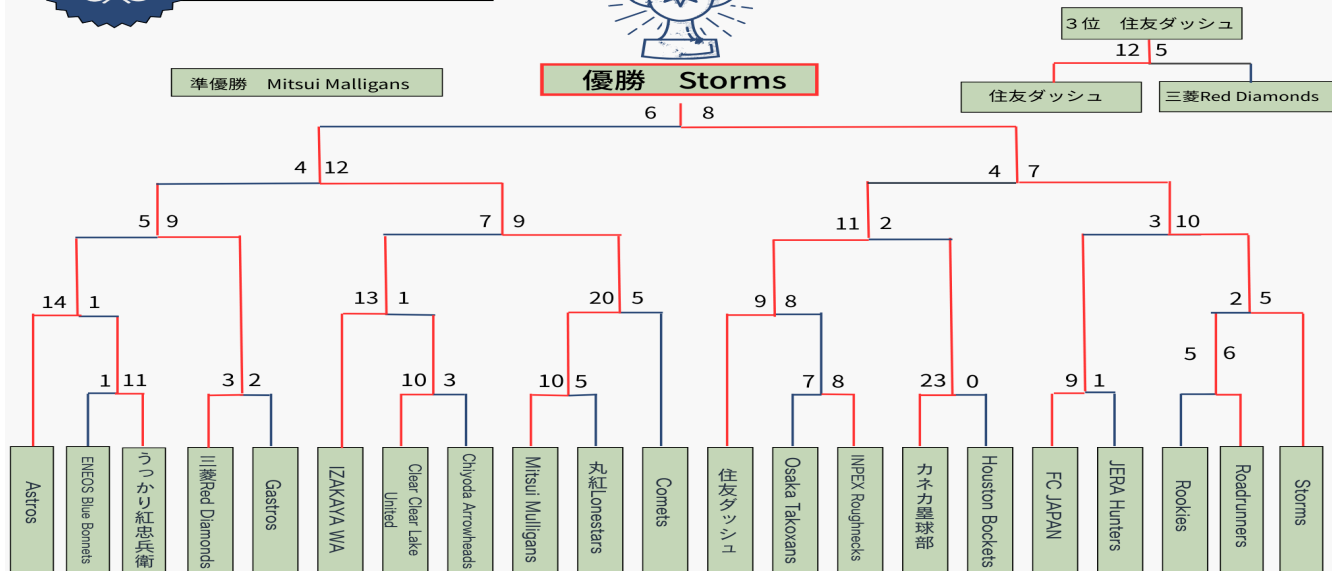 3位　住友ダッシュ
12 5
住友ダッシュ
三菱Red Diamonds
準優勝　Mitsui Malligans
優勝　Storms
6 8
4 12
4 7
5 9
7 9
11 2
3 10
14 1
13 1
20 5
9 8
2 5
1 11
3 2
10 3
10 5
7 8
23 0
9 1
5 6
Astros
ENEOS Blue Bonnets
うっかり紅忠兵衛
三菱Red Diamonds
Gastros
IZAKAYA WA
Clear Clear Lake
United
Chiyoda Arrowheads
Mitsui Mulligans
丸紅Lonestars
Comets
住友ダッシュ
Osaka Takoxans
INPEX Roughnecks
カネカ塁球部
Houston Bockets
FC JAPAN
JERA Hunters
Rookies
Roadrunners
Storms